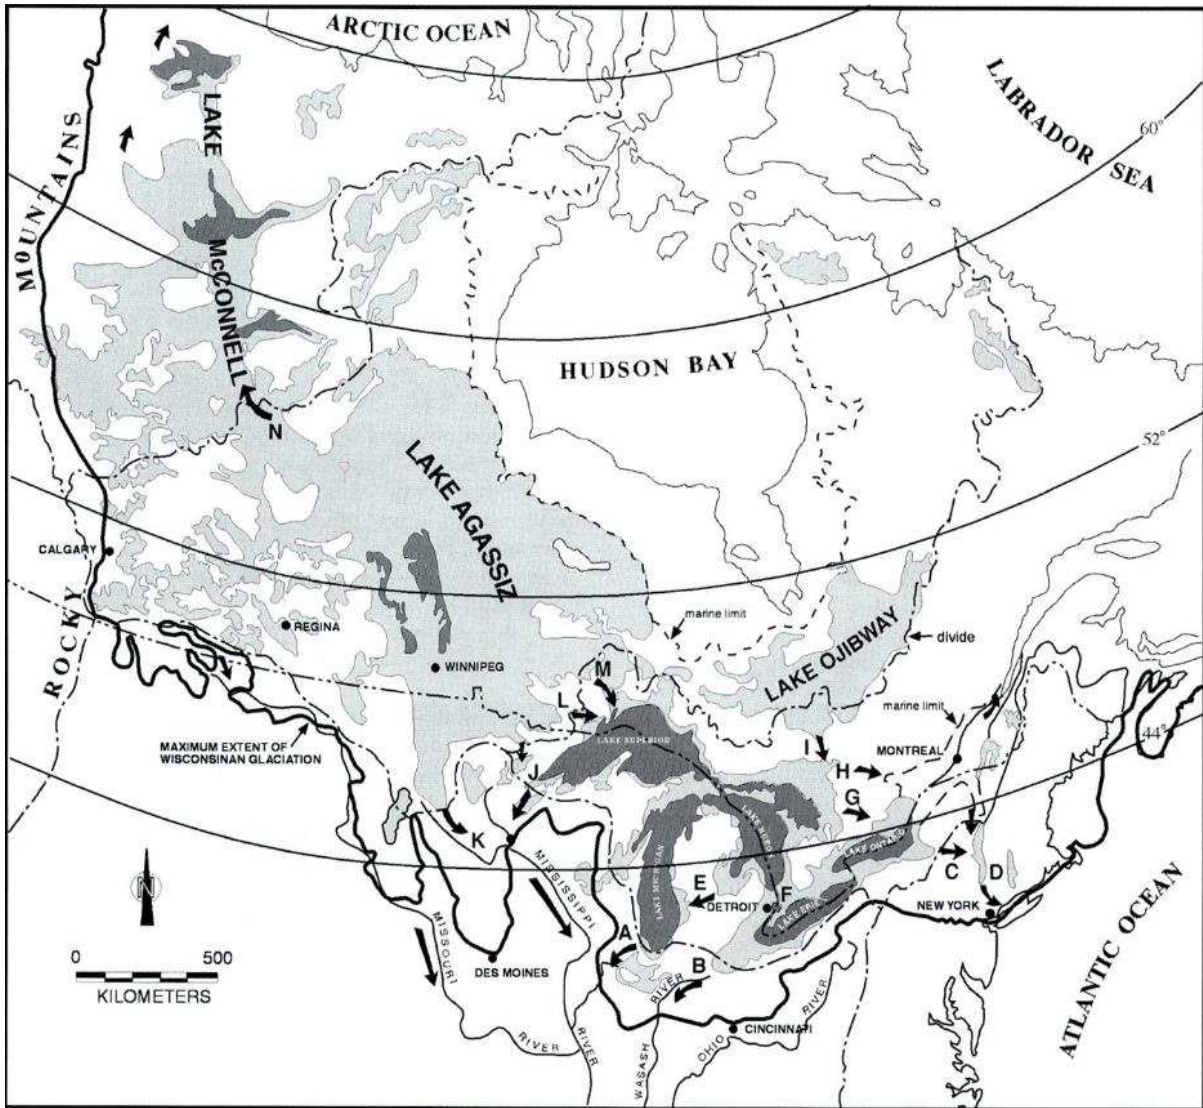 ARCTIC OCEAN
LABRADOR SEA
60°
LAKE
McCONNELL
MOUNTAINS
HUDSON BAY
52°
N
LAKE AGASSIZ
CALGARY
ROCKY
REGINA
WINNIPEG
marine limit
LAKE OJIBWAY
divide
marine limit
44°
MONTREAL
M
L
LAKE SUPERIOR
I
H
G
MAXIMUM EXTENT OF
WISCONSINAN GLACIATION
J
K
LAKE HURON
LAKE ONTARIO
LAKE MICHIGAN
E
F
DETROIT
LAKE ERIE
C
D
NEW YORK
N
MISSISSIPPI
RIVER
MISSOURI
RIVER
DES MOINES
A
B
RIVER
WASASH
OHIO
RIVER
CINCINNATI
ATLANTIC OCEAN
0
500
KILOMETERS